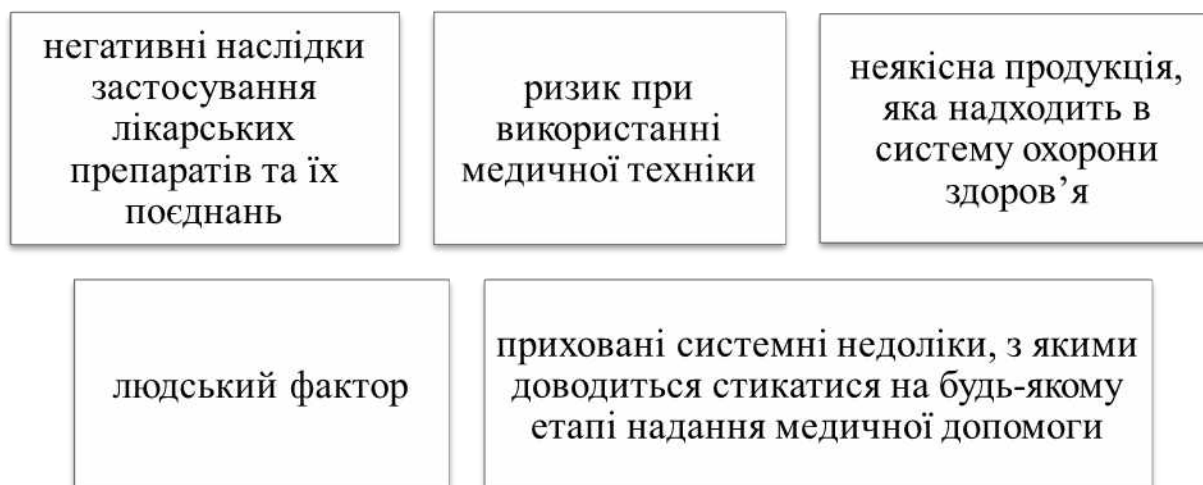 негативні наслідки
застосування
лікарських
препаратів та їх
поєднань
ризик при
використанні
медичної техніки
неякісна продукція,
яка надходить в
систему охорони
здоров’я
людський фактор
приховані системні недоліки, з якими
доводиться стикатися на будь-якому
етапі надання медичної допомоги